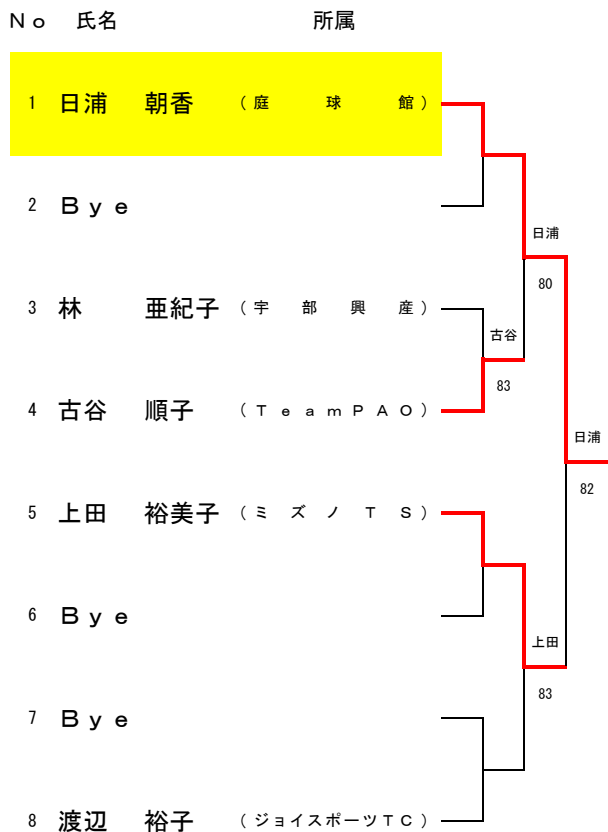 Ｎｏ 氏名 所属
1 日浦 朝香 （庭球館）
日浦
80
2 Ｂｙｅ
3 林 亜紀子 （宇部興産）
古谷
83
4 古谷 順子 （ＴｅａｍＰＡＯ）
日浦
82
5 上田 裕美子 （ミズノＴＳ）
6 Ｂｙｅ
上田
83
7 Ｂｙｅ
8 渡辺 裕子 （ジョイスポーツＴＣ）